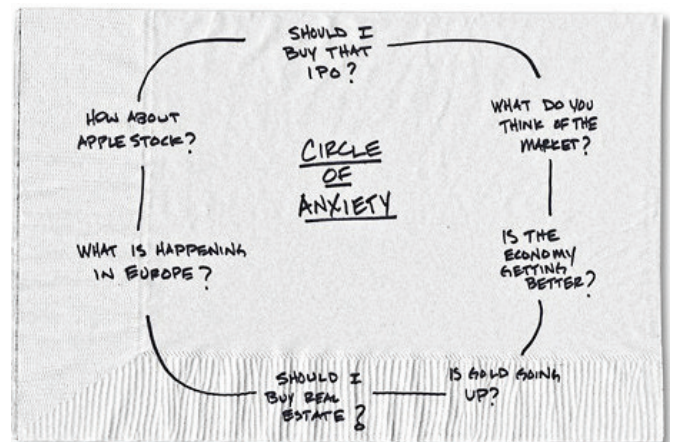 SHOULD I
BUY THAT
IPO?
WHAT DO YOU
THINK OF THE
MARKET?
IS THE
ECONOMY
GETTING
BETTER?
IS GOLD GOING
UP?
SHOULD I
BUY REAL
ESTATE?
WHAT IS HAPPENING
IN EUROPE?
HOW ABOUT
APPLE STOCK?
CIRCLE
OF
ANXIETY